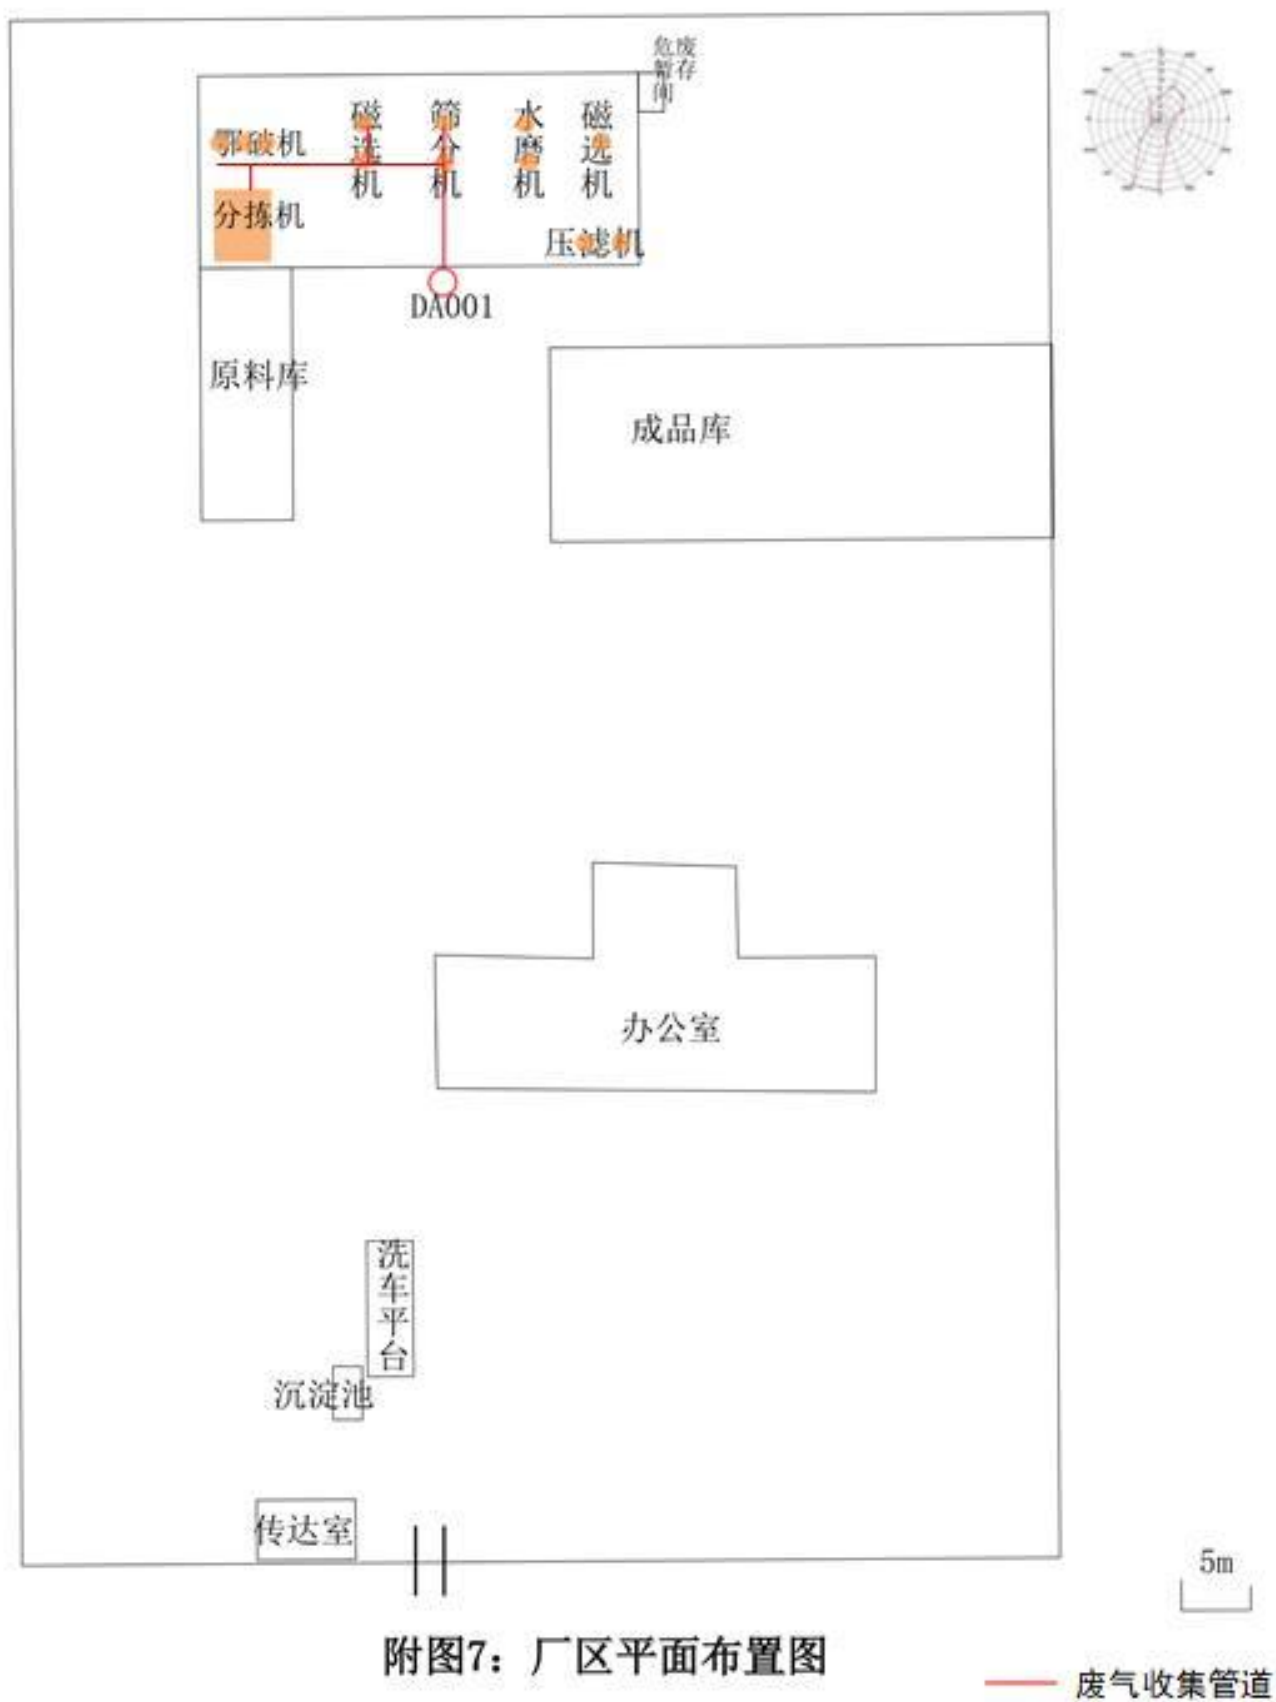 危废
暂存
间
鄂破机
磁选机
筛分机
水磨机
磁选机
分拣机
压滤机
DA001
原料库
成品库
办公室
洗车平台
沉淀池
传达室
5m
附图7：厂区平面布置图
废气收集管道